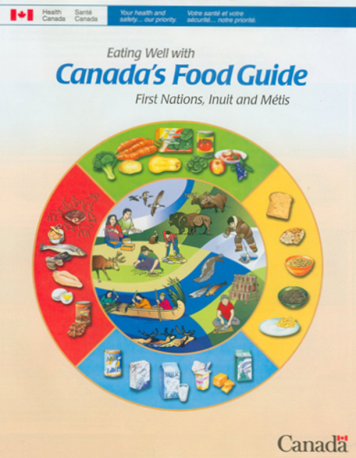 Health Canada
Santé Canada
Your health and safety... our priority.
Votre santé et votre sécurité... notre priorité.
Eating Well with
Canada's Food Guide
First Nations, Inuit and Métis
Canada